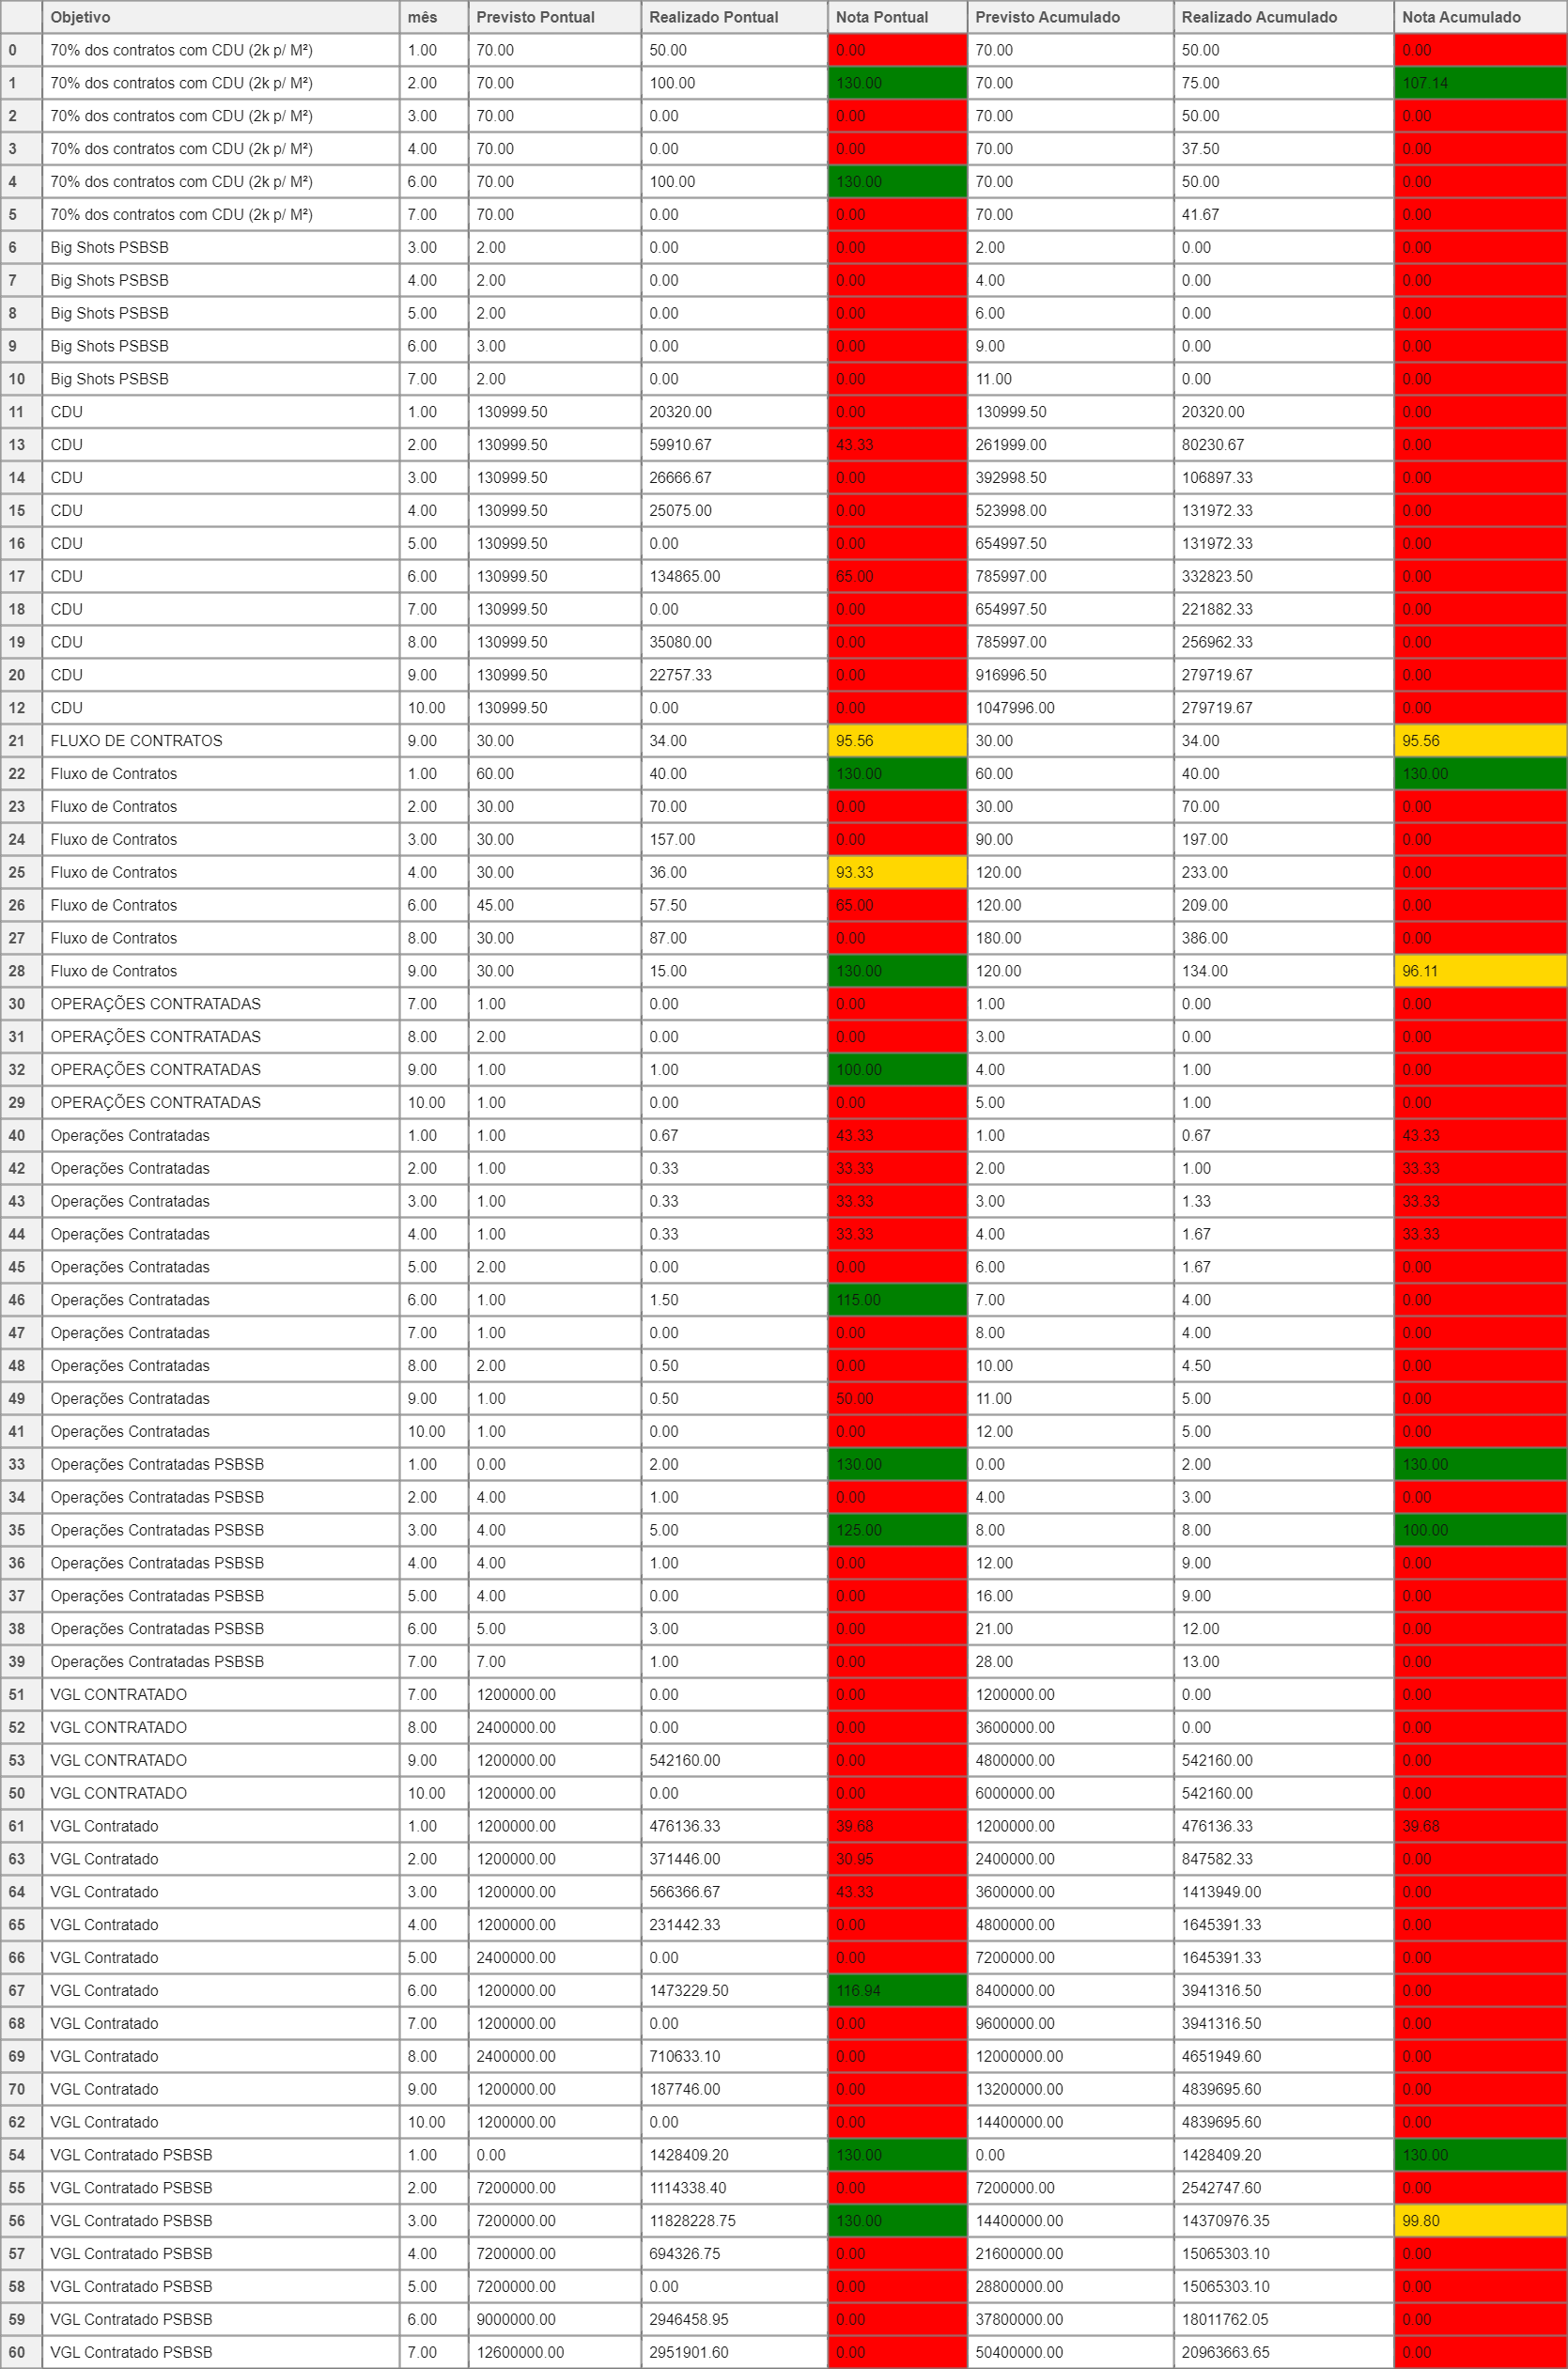 Objetivo mês Previsto Pontual Realizado Pontual Nota Pontual Previsto Acumulado Realizado Acumulado Nota Acumulado
0 70% dos contratos com CDU (2k p/ M²) 1.00 70.00 50.00 0.00 70.00 50.00 0.00
1 70% dos contratos com CDU (2k p/ M²) 2.00 70.00 100.00 130.00 70.00 75.00 107.14
2 70% dos contratos com CDU (2k p/ M²) 3.00 70.00 0.00 0.00 70.00 50.00 0.00
3 70% dos contratos com CDU (2k p/ M²) 4.00 70.00 0.00 0.00 70.00 37.50 0.00
4 70% dos contratos com CDU (2k p/ M²) 6.00 70.00 100.00 130.00 70.00 50.00 0.00
5 70% dos contratos com CDU (2k p/ M²) 7.00 70.00 0.00 0.00 70.00 41.67 0.00
6 Big Shots PSBSB 3.00 2.00 0.00 0.00 2.00 0.00 0.00
7 Big Shots PSBSB 4.00 2.00 0.00 0.00 4.00 0.00 0.00
8 Big Shots PSBSB 5.00 2.00 0.00 0.00 6.00 0.00 0.00
9 Big Shots PSBSB 6.00 3.00 0.00 0.00 9.00 0.00 0.00
10 Big Shots PSBSB 7.00 2.00 0.00 0.00 11.00 0.00 0.00
11 CDU 1.00 130999.50 20320.00 0.00 130999.50 20320.00 0.00
13 CDU 2.00 130999.50 59910.67 43.33 261999.00 80230.67 0.00
14 CDU 3.00 130999.50 26666.67 0.00 392998.50 106897.33 0.00
15 CDU 4.00 130999.50 25075.00 0.00 523998.00 131972.33 0.00
16 CDU 5.00 130999.50 0.00 0.00 654997.50 131972.33 0.00
17 CDU 6.00 130999.50 134865.00 65.00 785997.00 332823.50 0.00
18 CDU 7.00 130999.50 0.00 0.00 654997.50 221882.33 0.00
19 CDU 8.00 130999.50 35080.00 0.00 785997.00 256962.33 0.00
20 CDU 9.00 130999.50 22757.33 0.00 916996.50 279719.67 0.00
12 CDU 10.00 130999.50 0.00 0.00 1047996.00 279719.67 0.00
21 FLUXO DE CONTRATOS 9.00 30.00 34.00 95.56 30.00 34.00 95.56
22 Fluxo de Contratos 1.00 60.00 40.00 130.00 60.00 40.00 130.00
23 Fluxo de Contratos 2.00 30.00 70.00 0.00 30.00 70.00 0.00
24 Fluxo de Contratos 3.00 30.00 157.00 0.00 90.00 197.00 0.00
25 Fluxo de Contratos 4.00 30.00 36.00 93.33 120.00 233.00 0.00
26 Fluxo de Contratos 6.00 45.00 57.50 65.00 120.00 209.00 0.00
27 Fluxo de Contratos 8.00 30.00 87.00 0.00 180.00 386.00 0.00
28 Fluxo de Contratos 9.00 30.00 15.00 130.00 120.00 134.00 96.11
30 OPERAÇÕES CONTRATADAS 7.00 1.00 0.00 0.00 1.00 0.00 0.00
31 OPERAÇÕES CONTRATADAS 8.00 2.00 0.00 0.00 3.00 0.00 0.00
32 OPERAÇÕES CONTRATADAS 9.00 1.00 1.00 100.00 4.00 1.00 0.00
29 OPERAÇÕES CONTRATADAS 10.00 1.00 0.00 0.00 5.00 1.00 0.00
40 Operações Contratadas 1.00 1.00 0.67 43.33 1.00 0.67 43.33
42 Operações Contratadas 2.00 1.00 0.33 33.33 2.00 1.00 33.33
43 Operações Contratadas 3.00 1.00 0.33 33.33 3.00 1.33 33.33
44 Operações Contratadas 4.00 1.00 0.33 33.33 4.00 1.67 33.33
45 Operações Contratadas 5.00 2.00 0.00 0.00 6.00 1.67 0.00
46 Operações Contratadas 6.00 1.00 1.50 115.00 7.00 4.00 0.00
47 Operações Contratadas 7.00 1.00 0.00 0.00 8.00 4.00 0.00
48 Operações Contratadas 8.00 2.00 0.50 0.00 10.00 4.50 0.00
49 Operações Contratadas 9.00 1.00 0.50 50.00 11.00 5.00 0.00
41 Operações Contratadas 10.00 1.00 0.00 0.00 12.00 5.00 0.00
33 Operações Contratadas PSBSB 1.00 0.00 2.00 130.00 0.00 2.00 130.00
34 Operações Contratadas PSBSB 2.00 4.00 1.00 0.00 4.00 3.00 0.00
35 Operações Contratadas PSBSB 3.00 4.00 5.00 125.00 8.00 8.00 100.00
36 Operações Contratadas PSBSB 4.00 4.00 1.00 0.00 12.00 9.00 0.00
37 Operações Contratadas PSBSB 5.00 4.00 0.00 0.00 16.00 9.00 0.00
38 Operações Contratadas PSBSB 6.00 5.00 3.00 0.00 21.00 12.00 0.00
39 Operações Contratadas PSBSB 7.00 7.00 1.00 0.00 28.00 13.00 0.00
51 VGL CONTRATADO 7.00 1200000.00 0.00 0.00 1200000.00 0.00 0.00
52 VGL CONTRATADO 8.00 2400000.00 0.00 0.00 3600000.00 0.00 0.00
53 VGL CONTRATADO 9.00 1200000.00 542160.00 0.00 4800000.00 542160.00 0.00
50 VGL CONTRATADO 10.00 1200000.00 0.00 0.00 6000000.00 542160.00 0.00
61 VGL Contratado 1.00 1200000.00 476136.33 39.68 1200000.00 476136.33 39.68
63 VGL Contratado 2.00 1200000.00 371446.00 30.95 2400000.00 847582.33 0.00
64 VGL Contratado 3.00 1200000.00 566366.67 43.33 3600000.00 1413949.00 0.00
65 VGL Contratado 4.00 1200000.00 231442.33 0.00 4800000.00 1645391.33 0.00
66 VGL Contratado 5.00 2400000.00 0.00 0.00 7200000.00 1645391.33 0.00
67 VGL Contratado 6.00 1200000.00 1473229.50 116.94 8400000.00 3941316.50 0.00
68 VGL Contratado 7.00 1200000.00 0.00 0.00 9600000.00 3941316.50 0.00
69 VGL Contratado 8.00 2400000.00 710633.10 0.00 12000000.00 4651949.60 0.00
70 VGL Contratado 9.00 1200000.00 187746.00 0.00 13200000.00 4839695.60 0.00
62 VGL Contratado 10.00 1200000.00 0.00 0.00 14400000.00 4839695.60 0.00
54 VGL Contratado PSBSB 1.00 0.00 1428409.20 130.00 0.00 1428409.20 130.00
55 VGL Contratado PSBSB 2.00 7200000.00 1114338.40 0.00 7200000.00 2542747.60 0.00
56 VGL Contratado PSBSB 3.00 7200000.00 11828228.75 130.00 14400000.00 14370976.35 99.80
57 VGL Contratado PSBSB 4.00 7200000.00 694326.75 0.00 21600000.00 15065303.10 0.00
58 VGL Contratado PSBSB 5.00 7200000.00 0.00 0.00 28800000.00 15065303.10 0.00
59 VGL Contratado PSBSB 6.00 9000000.00 2946458.95 0.00 37800000.00 18011762.05 0.00
60 VGL Contratado PSBSB 7.00 12600000.00 2951901.60 0.00 50400000.00 20963663.65 0.00